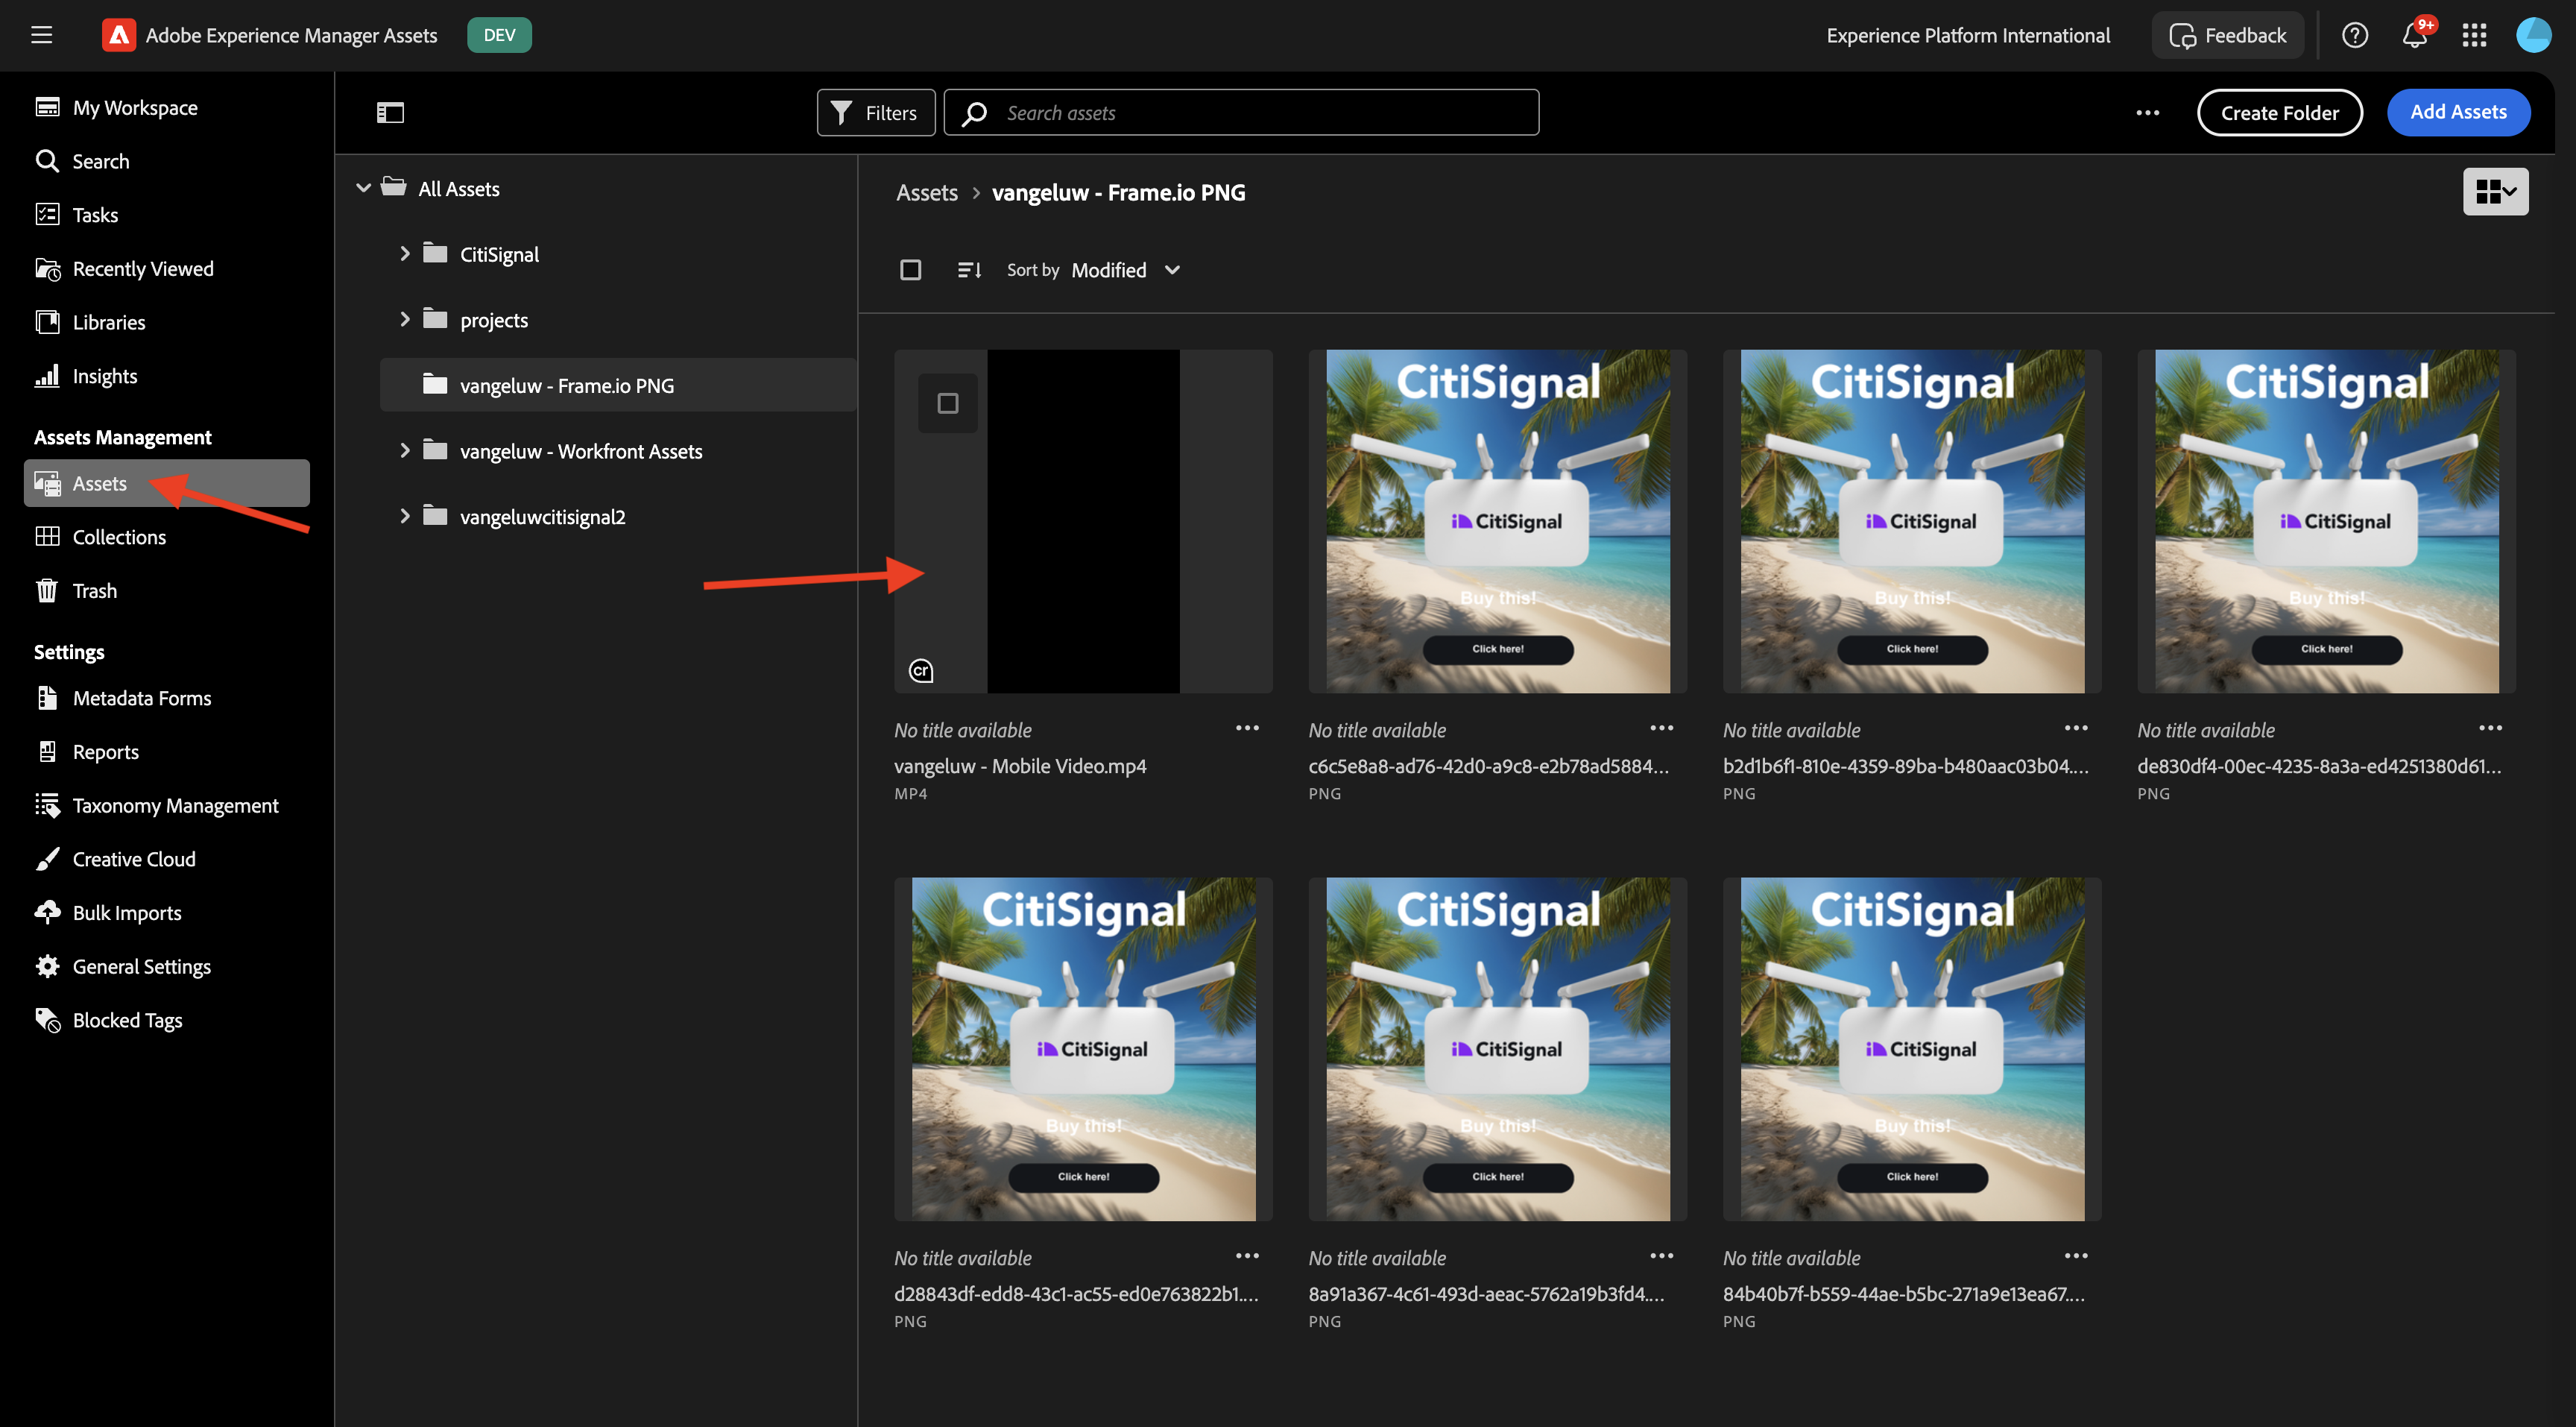 Adobe Experience Manager Assets
DEV
Experience Platform International
Feedback
9+
My Workspace
Search
Tasks
Recently Viewed
Libraries
Insights
Assets Management
Assets
Collections
Trash
Settings
Metadata Forms
Reports
Taxonomy Management
Creative Cloud
Bulk Imports
General Settings
Blocked Tags
Filters
Search assets
Create Folder
Add Assets
All Assets
CitiSignal
projects
vangeluw - Frame.io PNG
vangeluw - Workfront Assets
vangeluwcitisignal2
Assets > vangeluw - Frame.io PNG
Sort by Modified
cr
No title available
vangeluw - Mobile Video.mp4
MP4
CitiSignal
CitiSignal
Buy this!
Click here!
No title available
c6c5e8a8-ad76-42d0-a9c8-e2b78ad5884...
PNG
CitiSignal
CitiSignal
Buy this!
Click here!
No title available
b2d1b6f1-810e-4359-89ba-b480aac03b04....
PNG
CitiSignal
CitiSignal
Buy this!
Click here!
No title available
de830df4-00ec-4235-8a3a-ed4251380d61...
PNG
CitiSignal
CitiSignal
Buy this!
Click here!
No title available
d28843df-edd8-43c1-ac55-ed0e763822b1....
PNG
CitiSignal
CitiSignal
Buy this!
Click here!
No title available
8a91a367-4c61-493d-aeac-5762a19b3fd4....
PNG
CitiSignal
CitiSignal
Buy this!
Click here!
No title available
84b40b7f-b559-44ae-b5bc-271a9e13ea67....
PNG